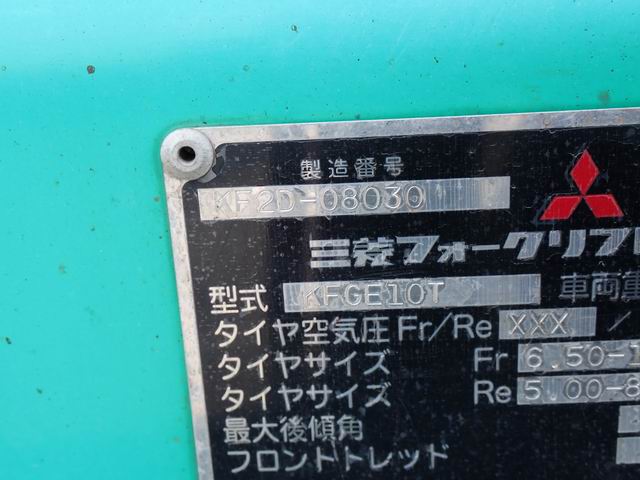 製造番号
KF2D-08030
三菱フォークリフ
型式 KFGE10T 車両重
タイヤ空気圧 Fr/Re XXX /
タイヤサイズ Fr 6.50-1
タイヤサイズ Re 5.00-8
最大後傾角
フロントトレッド